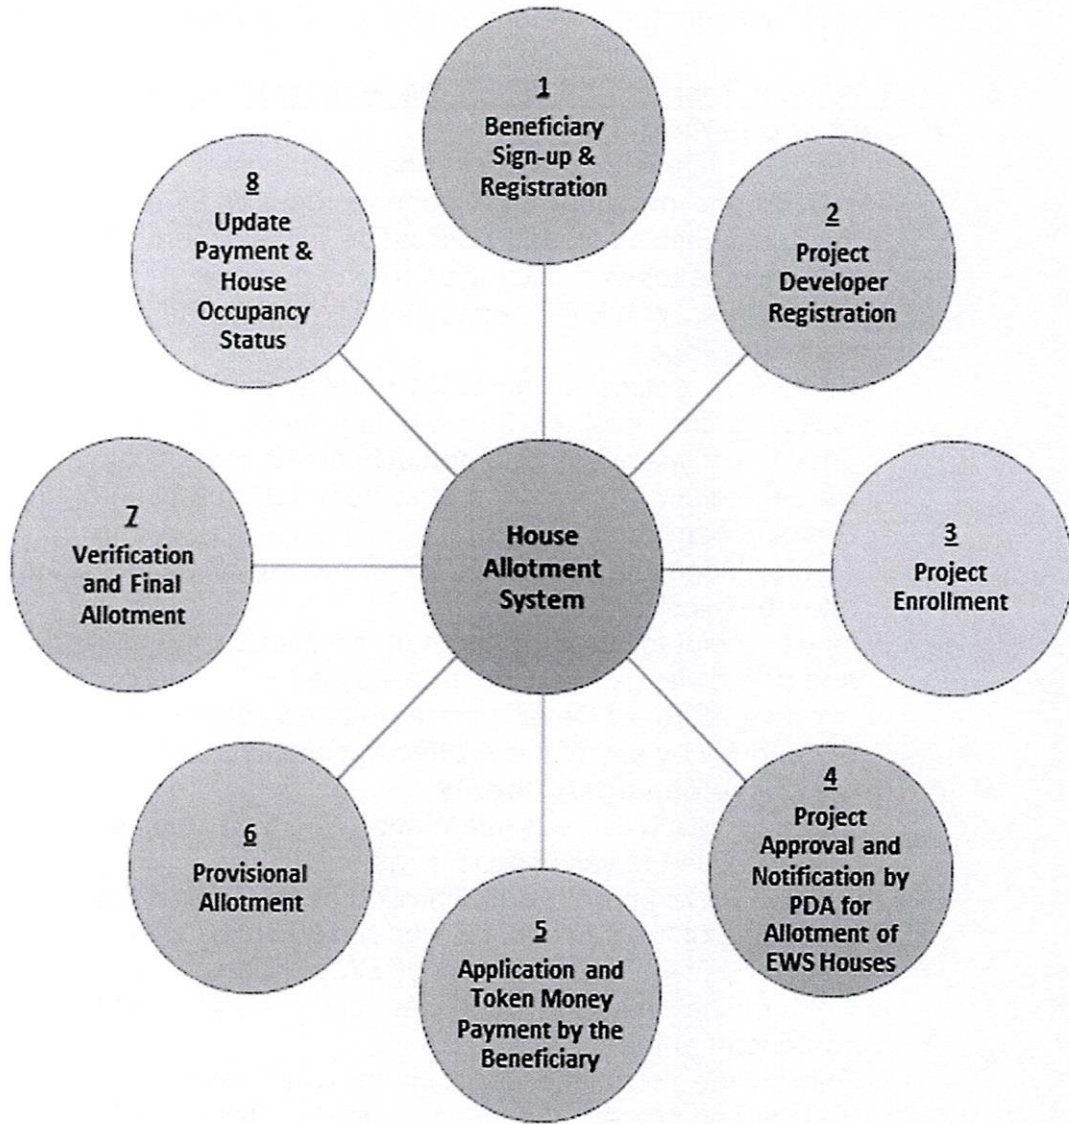 1
Beneficiary
Sign-up &
Registration
2
Project
Developer
Registration
3
Project
Enrollment
4
Project
Approval and
Notification by
PDA for
Allotment of
EWS Houses
5
Application and
Token Money
Payment by the
Beneficiary
6
Provisional
Allotment
7
Verification
and Final
Allotment
8
Update
Payment &
House
Occupancy
Status
House
Allotment
System